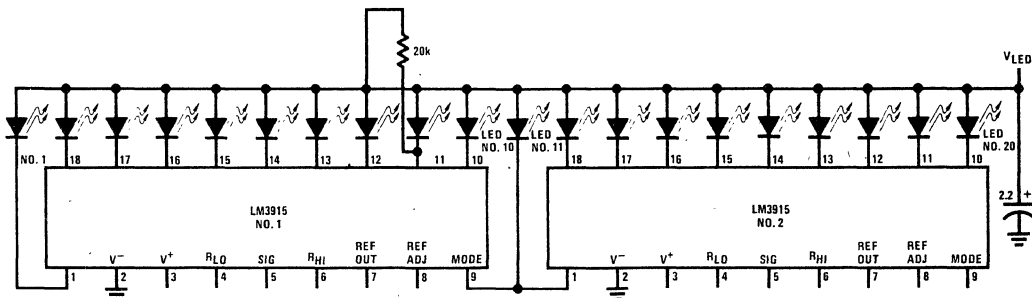 20k
V LED
NO. 1
LED NO. 10
LED NO. 11
LED NO. 20
18 17 16 15 14 13 12 11 10
18 17 16 15 14 13 12 11 10
2.2 +
LM3915 NO. 1
LM3915 NO. 2
V− V+ RLO SIG RHI REF OUT REF ADJ MODE
V− V+ RLO SIG RHI REF OUT REF ADJ MODE
1 2 3 4 5 6 7 8 9
1 2 3 4 5 6 7 8 9